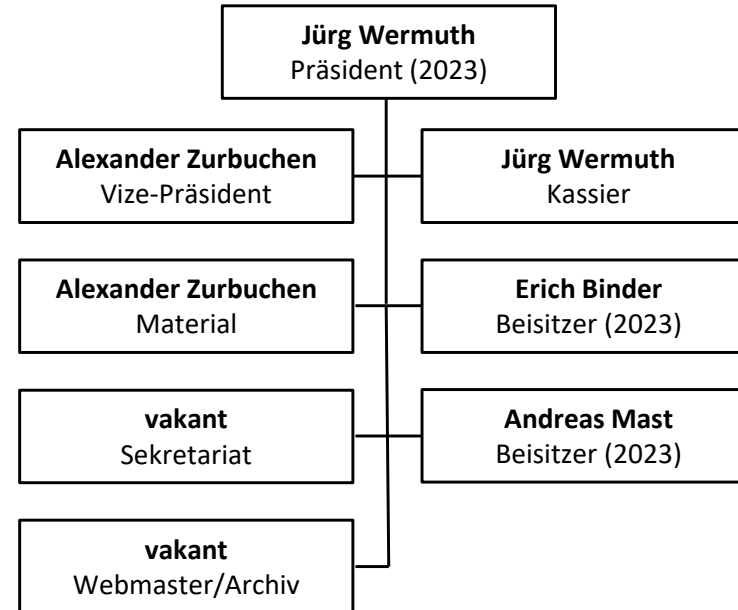 Jürg Wermuth
Präsident (2023)
Alexander Zurbuchen
Vize-Präsident
Jürg Wermuth
Kassier
Alexander Zurbuchen
Material
Erich Binder
Beisitzer (2023)
vakant
Sekretariat
Andreas Mast
Beisitzer (2023)
vakant
Webmaster/Archiv